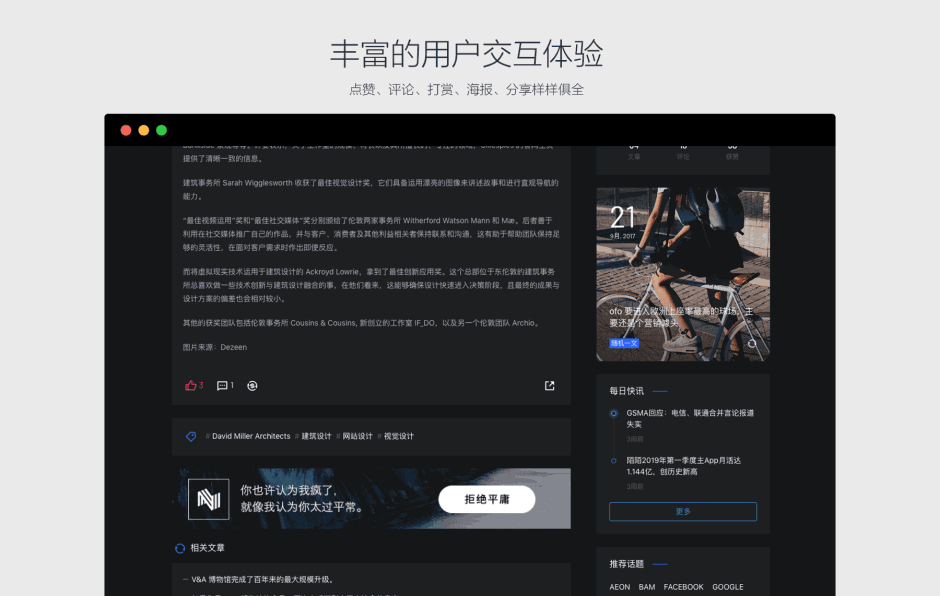 丰富的用户交互体验
点赞、评论、打赏、海报、分享样样俱全
提供了清晰一致的信息。
建筑事务所 Sarah Wigglesworth 收获了最佳视觉设计奖，它们具备运用漂亮的图像来讲述故事和进行直观导航的
能力。
“最佳视频运用”奖和“最佳社交媒体”奖分别颁给了伦敦两家事务所 Witherford Watson Mann 和 Mæ。后者善于
利用在社交媒体推广自己的作品，并与客户、消费者及其他利益相关者保持联系和沟通，这有助于帮助团队保持足
够的灵活性，在面对客户需求时作出即使反应。
而将虚拟现实技术运用于建筑设计的 Ackroyd Lowrie，拿到了最佳创新应用奖。这个总部位于东伦敦的建筑事务
所总喜欢做一些技术创新与建筑设计融合的事，在他们看来，这能够确保设计快速进入决策阶段，且最终的成果与
设计方案的偏差也会相对较小。
其他的获奖团队包括伦敦事务所 Cousins & Cousins, 新创立的工作室 IF_DO，以及另一个伦敦团队 Archio。
图片来源：Dezeen
3
1
# David Miller Architects # 建筑设计 # 网站设计 # 视觉设计
你也许认为我疯了，
就像我认为你太过平常。
拒绝平庸
相关文章
— V&A 博物馆完成了百年来的最大规模升级。
文章 评论 获赞
21
9月, 2017
ofo 要进入欧洲上座率最高的球场，主
要还是个营销噱头
随机一文
每日快讯
GSMA回应：电信、联通合并言论报道
失实
2周前
陌陌2019年第一季度主App月活达
1.144亿，创历史新高
2周前
更多
推荐话题
AEON BAM FACEBOOK GOOGLE